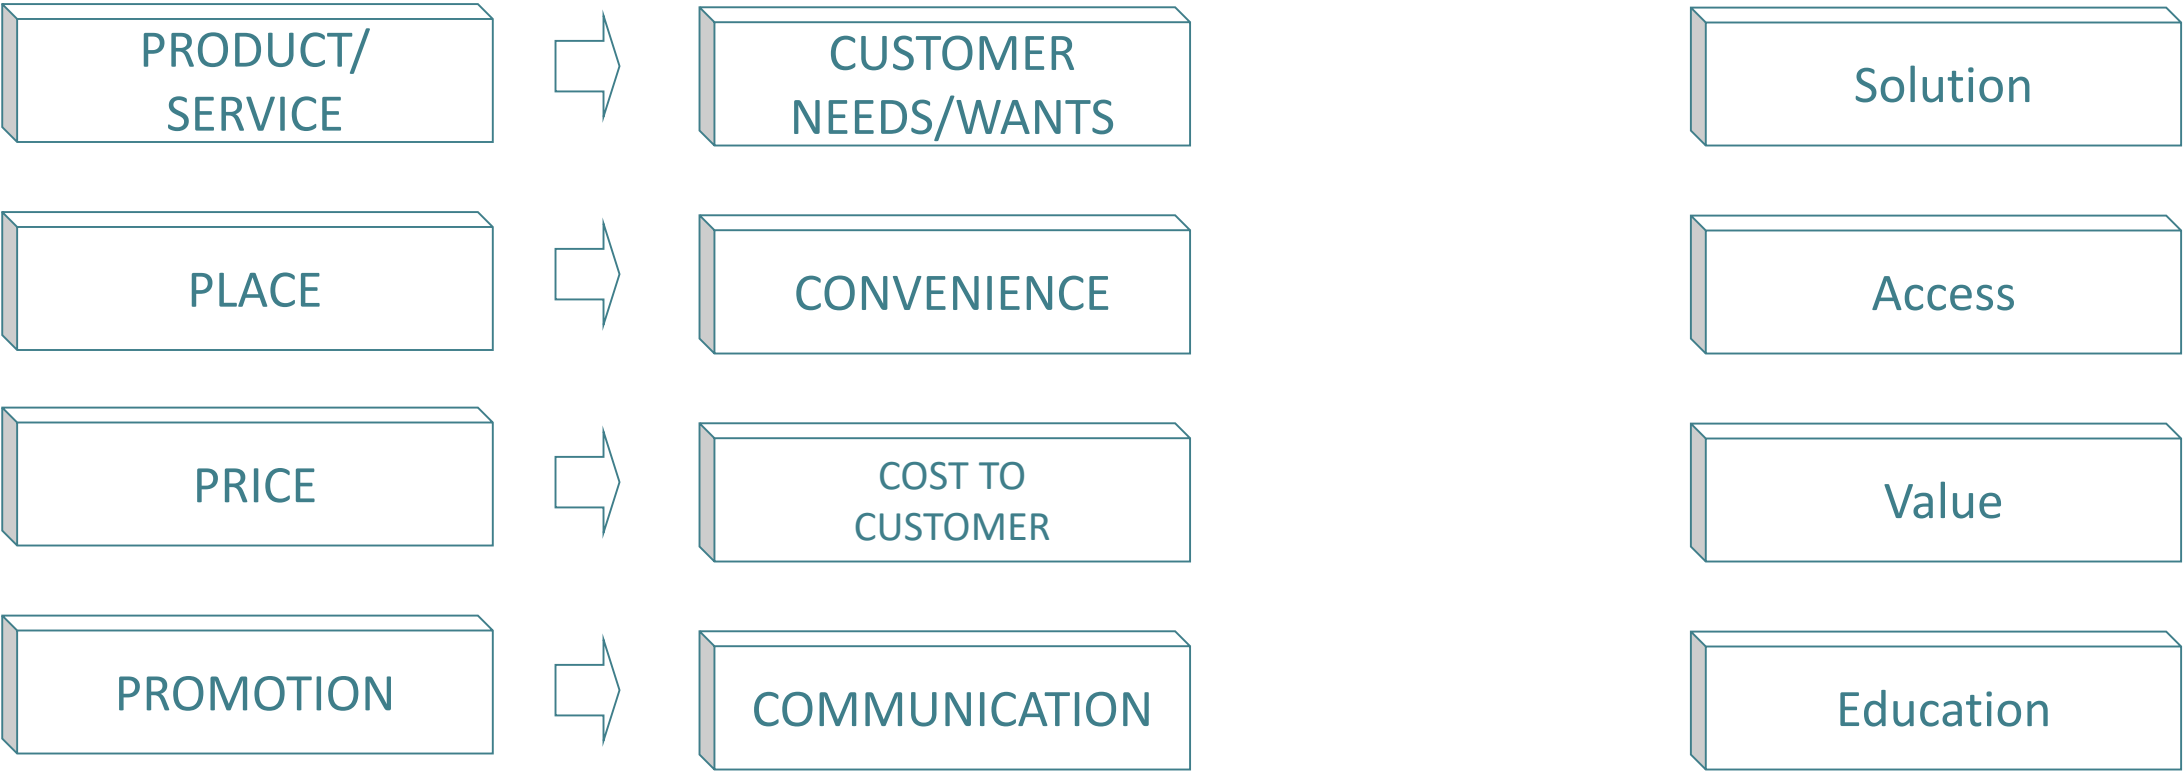 PRODUCT/
SERVICE
CUSTOMER
NEEDS/WANTS
Solution
PLACE
CONVENIENCE
Access
PRICE
COST TO
CUSTOMER
Value
PROMOTION
COMMUNICATION
Education